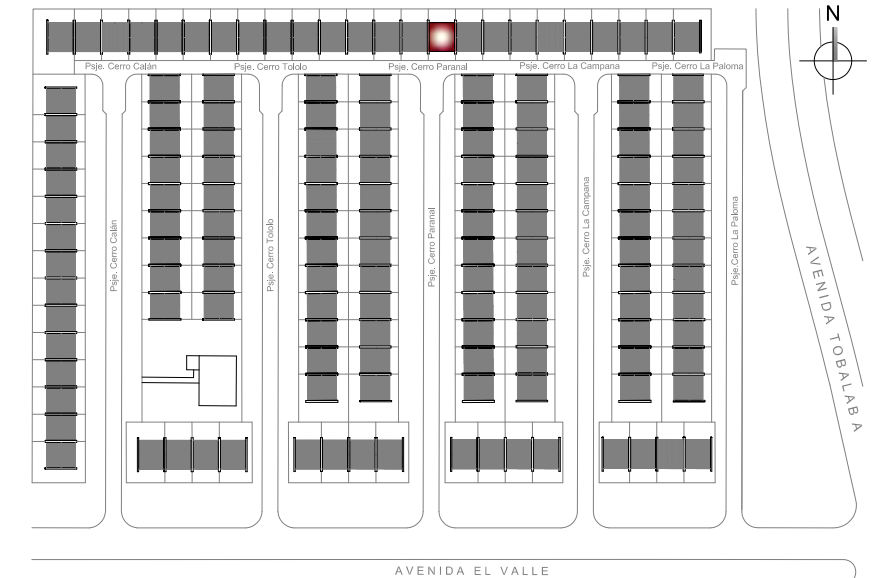 N
Psje. Cerro Calán
Psje. Cerro Tololo
Psje. Cerro Paranal
Psje. Cerro La Campana
Psje. Cerro La Paloma
Psje. Cerro Calán
Psje. Cerro Tololo
Psje. Cerro Paranal
Psje. Cerro La Campana
Psje.Cerro La Paloma
AVENIDA TOBALABA
AVENIDA EL VALLE